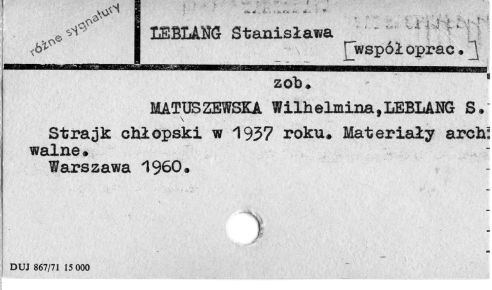 różne sygnatury
LEBLANG Stanisława
[współoprac.]
zob.
MATUSZEWSKA Wilhelmina,LEBLANG S.
Strajk chłopski w 1937 roku. Materiały archi
walne.
Warszawa 1960.
DUJ 867/71 15 000